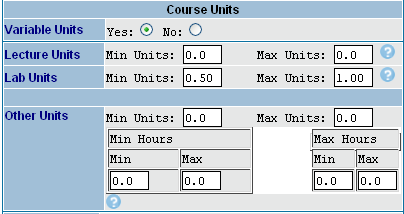 Course Units
Variable Units Yes: No:
Lecture Units Min Units: 0.0 Max Units: 0.0 ?
Lab Units Min Units: 0.50 Max Units: 1.00 ?
Other Units Min Units: 0.0 Max Units: 0.0
Min Hours Max Hours
Min Max Min Max
0.0 0.0 0.0 0.0
?